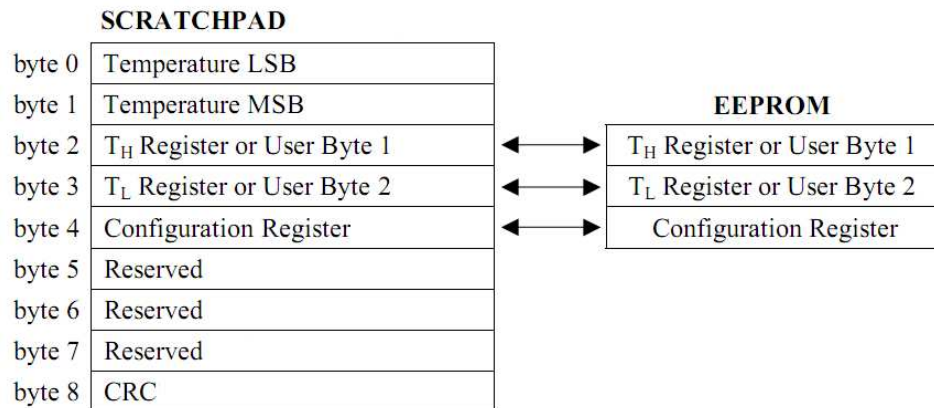 SCRATCHPAD
byte 0 Temperature LSB
byte 1 Temperature MSB
EEPROM
byte 2 TH Register or User Byte 1 TH Register or User Byte 1
byte 3 TL Register or User Byte 2 TL Register or User Byte 2
byte 4 Configuration Register Configuration Register
byte 5 Reserved
byte 6 Reserved
byte 7 Reserved
byte 8 CRC